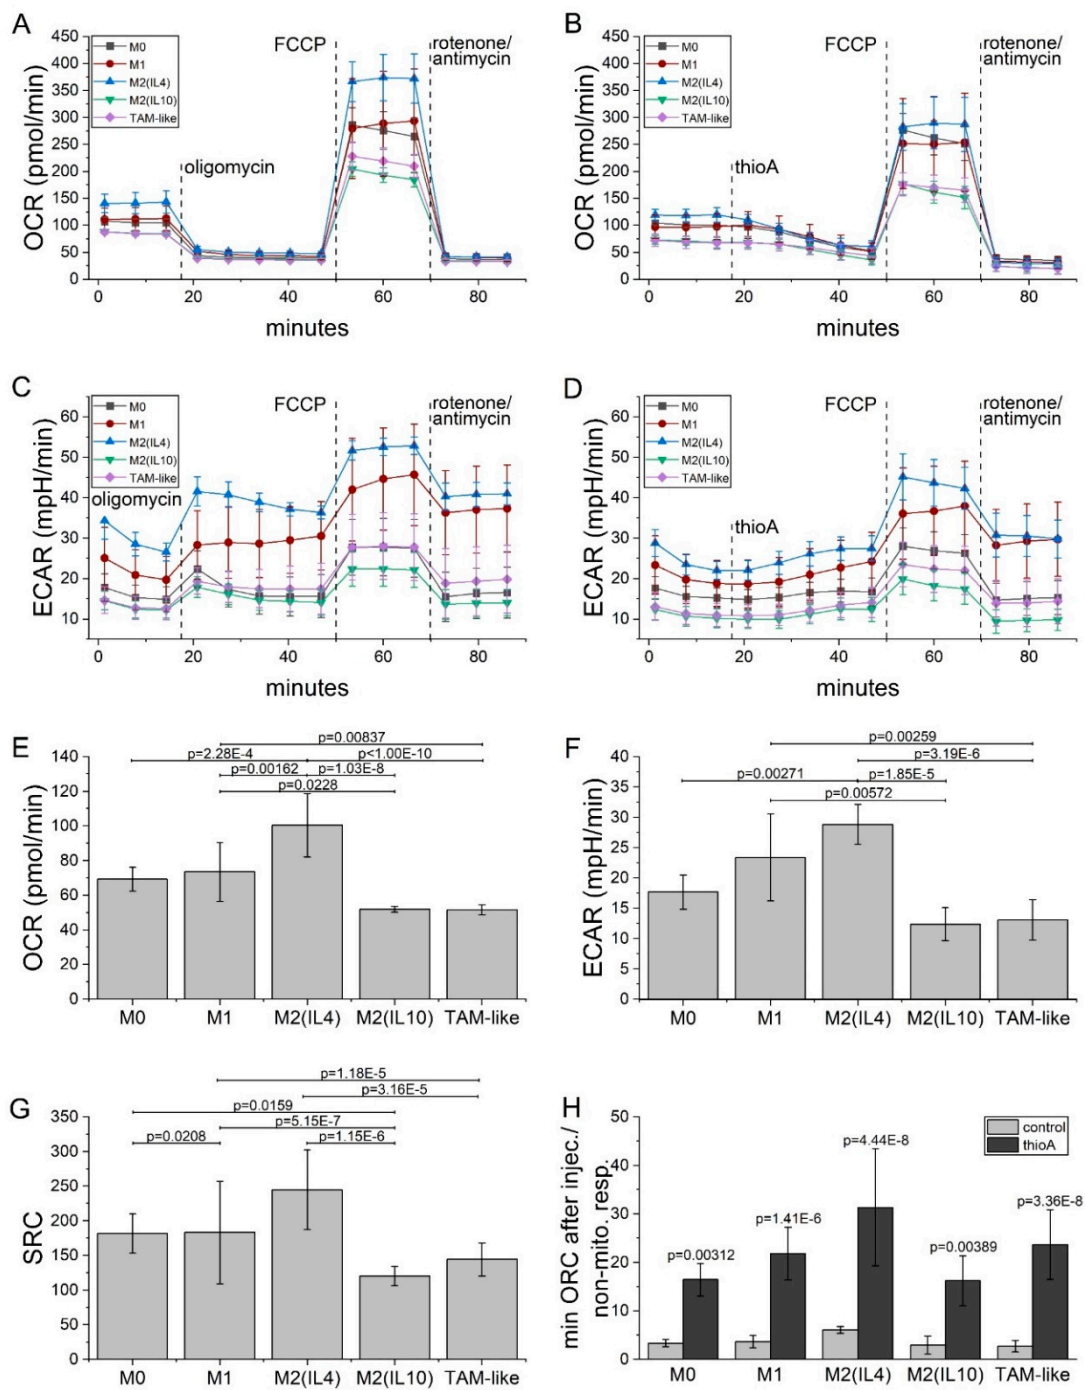 A
FCCP
rotenone/
antimycin
450
400
350
300
250
200
150
100
50
0
OCR (pmol/min)
M0
M1
M2(IL4)
M2(IL10)
TAM-like
oligomycin
0 20 40 60 80
minutes
B
FCCP
rotenone/
antimycin
450
400
350
300
250
200
150
100
50
0
OCR (pmol/min)
M0
M1
M2(IL4)
M2(IL10)
TAM-like
thioA
0 20 40 60 80
minutes
C
FCCP
rotenone/
antimycin
60
50
40
30
20
10
ECAR (mpH/min)
M0
M1
M2(IL4)
M2(IL10)
TAM-like
oligomycin
0 20 40 60 80
minutes
D
FCCP
rotenone/
antimycin
60
50
40
30
20
10
ECAR (mpH/min)
M0
M1
M2(IL4)
M2(IL10)
TAM-like
thioA
0 20 40 60 80
minutes
E
p=0.00837
p=2.28E-4 p<1.00E-10
p=0.00162 p=1.03E-8
p=0.0228
140
120
100
80
60
40
20
0
OCR (pmol/min)
M0 M1 M2(IL4) M2(IL10) TAM-like
F
p=0.00259
p=3.19E-6
p=0.00271 p=1.85E-5
p=0.00572
40
35
30
25
20
15
10
5
0
ECAR (mpH/min)
M0 M1 M2(IL4) M2(IL10) TAM-like
G
p=1.18E-5
p=3.16E-5
p=0.0159
p=5.15E-7
p=0.0208 p=1.15E-6
350
300
250
200
150
100
50
0
SRC
M0 M1 M2(IL4) M2(IL10) TAM-like
H
50
40
30
20
10
0
min ORC after injec./
non-mito. resp.
control
thioA
p=0.00312
p=1.41E-6
p=4.44E-8
p=0.00389
p=3.36E-8
M0 M1 M2(IL4) M2(IL10) TAM-like